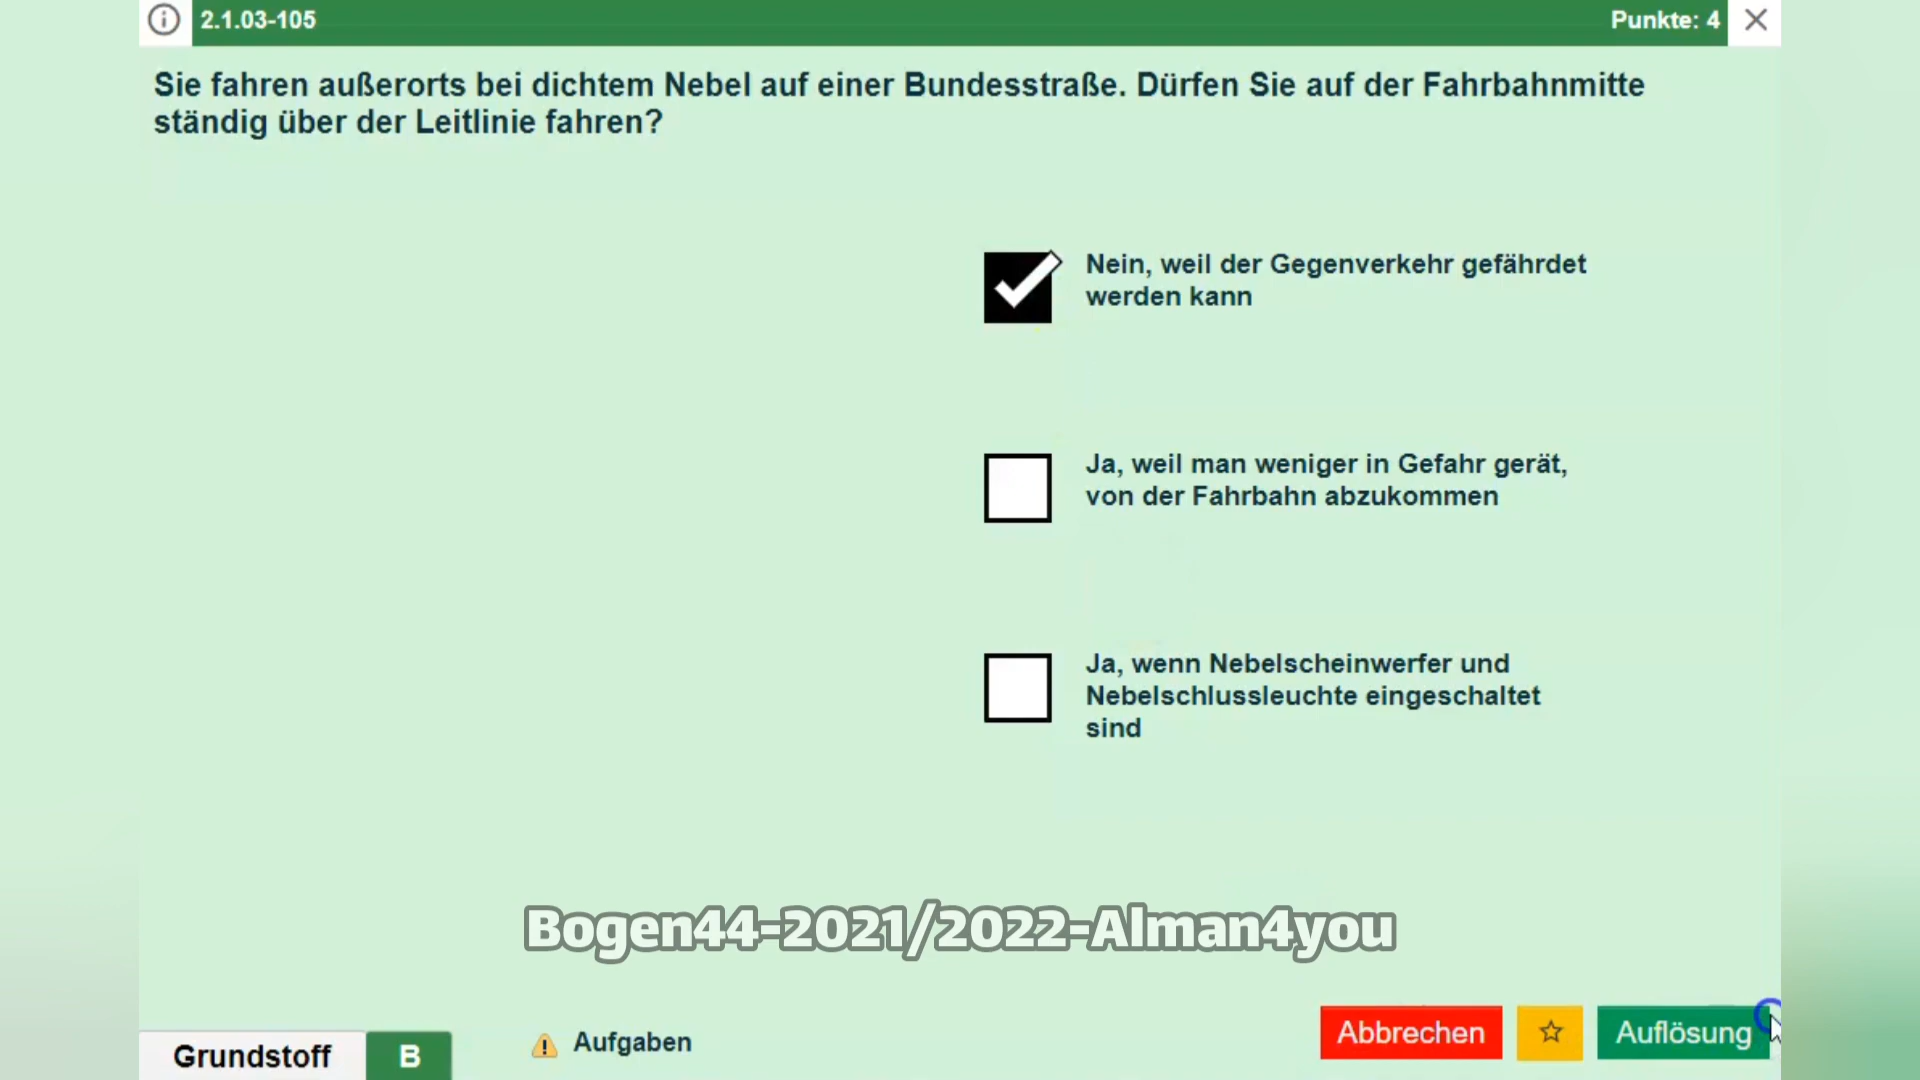 2.1.03-105
Punkte: 4
Sie fahren außerorts bei dichtem Nebel auf einer Bundesstraße. Dürfen Sie auf der Fahrbahnmitte
ständig über der Leitlinie fahren?
Nein, weil der Gegenverkehr gefährdet
werden kann
Ja, weil man weniger in Gefahr gerät,
von der Fahrbahn abzukommen
Ja, wenn Nebelscheinwerfer und
Nebelschlussleuchte eingeschaltet
sind
Bogen44-2021/2022-Alman4you
Grundstoff
B
Aufgaben
Abbrechen
Auflösung